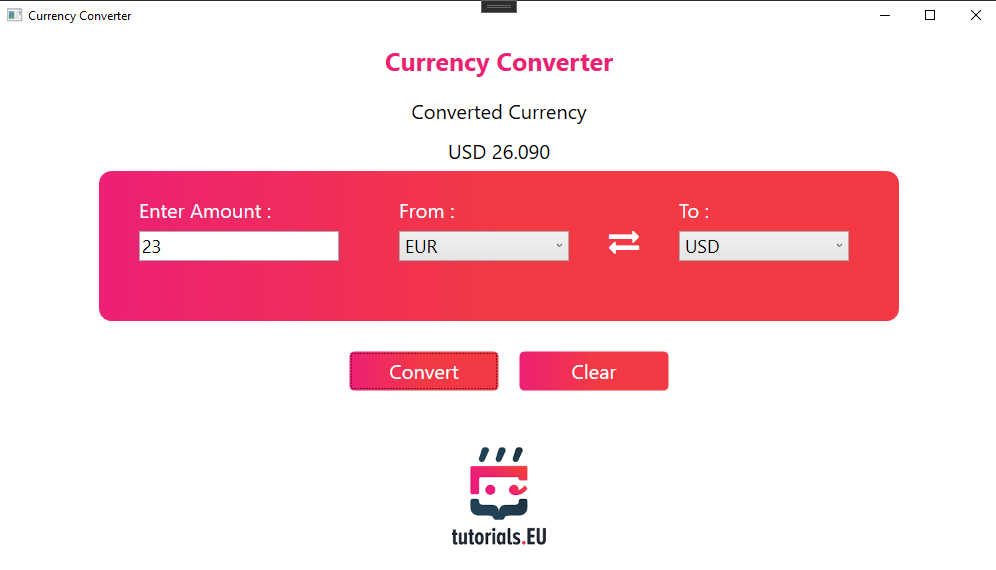 Currency Converter
Currency Converter
Converted Currency
USD 26.090
Enter Amount : From : To :
23 EUR USD
Convert Clear
tutorials.EU